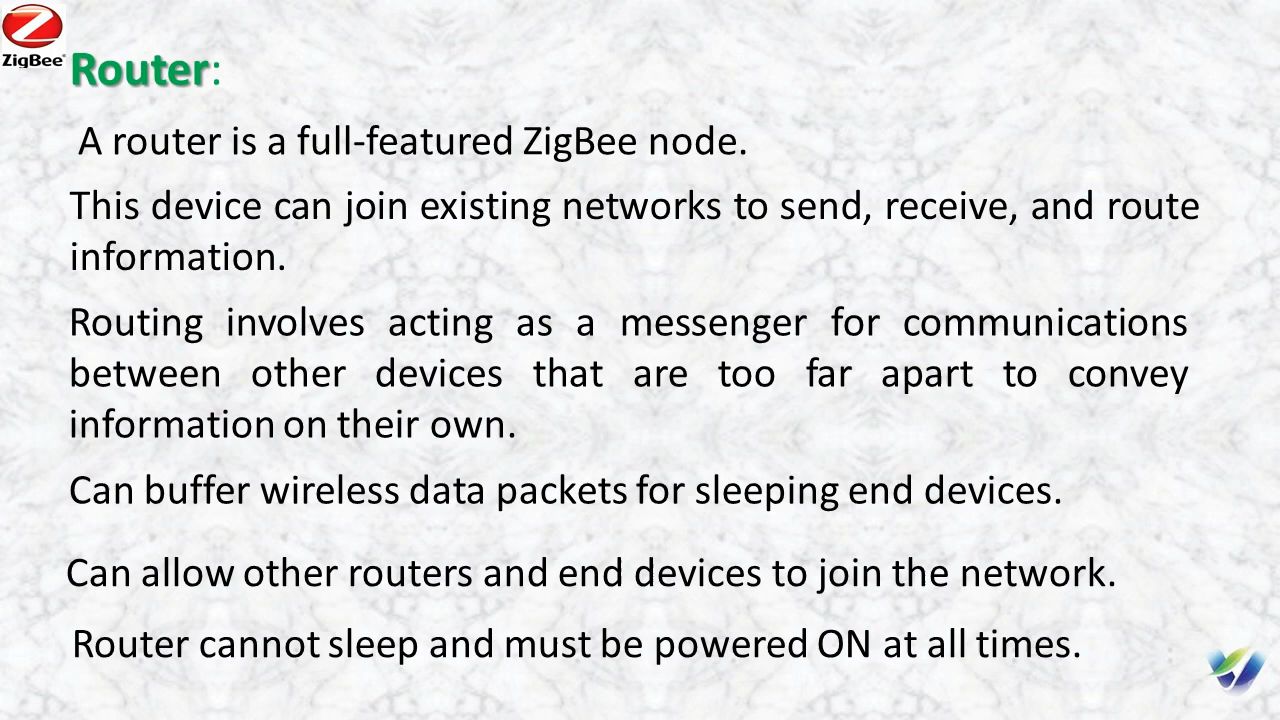 ZigBee®
Router:
A router is a full-featured ZigBee node.
This device can join existing networks to send, receive, and route
information.
Routing involves acting as a messenger for communications
between other devices that are too far apart to convey
information on their own.
Can buffer wireless data packets for sleeping end devices.
Can allow other routers and end devices to join the network.
Router cannot sleep and must be powered ON at all times.